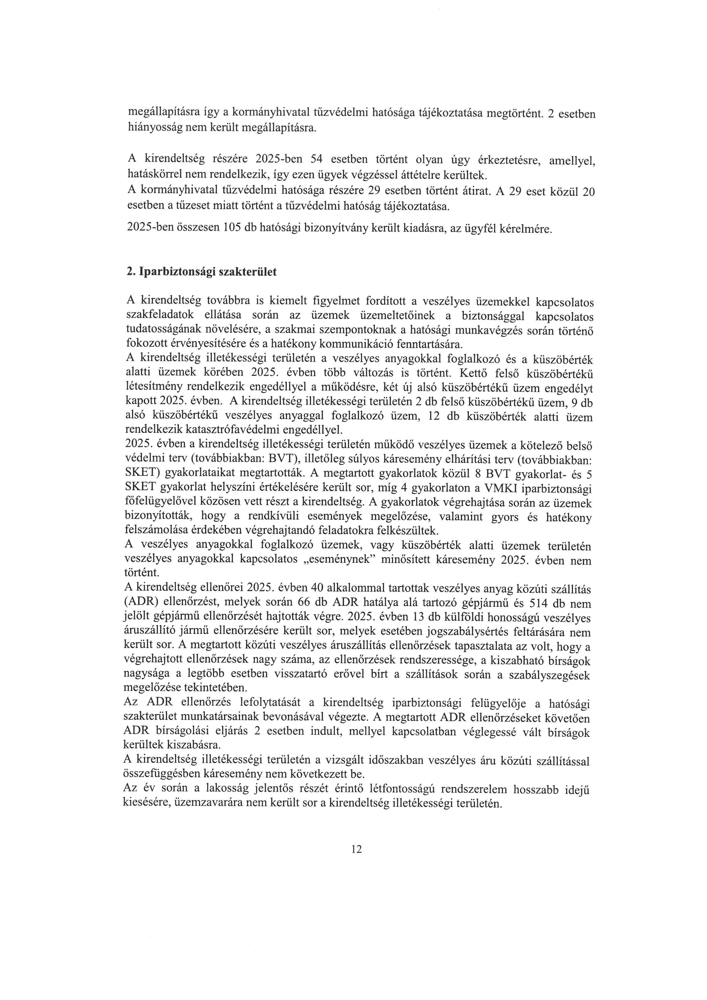 megállapításra így a kormányhivatal tűzvédelmi hatósága tájékoztatása megtörtént. 2 esetben
hiányosság nem került megállapításra.
A kirendeltség részére 2025-ben 54 esetben történt olyan úgy érkeztetésre, amellyel,
hatáskörrel nem rendelkezik, így ezen ügyek végzéssel áttételre kerültek.
A kormányhivatal tűzvédelmi hatósága részére 29 esetben történt átirat. A 29 eset közül 20
esetben a tűzeset miatt történt a tűzvédelmi hatóság tájékoztatása.
2025-ben összesen 105 db hatósági bizonyítvány került kiadásra, az ügyfél kérelmére.
2. Iparbiztonsági szakterület
A kirendeltség továbbra is kiemelt figyelmet fordított a veszélyes üzemekkel kapcsolatos
szakfeladatok ellátása során az üzemek üzemeltetőinek a biztonsággal kapcsolatos
tudatosságának növelésére, a szakmai szempontoknak a hatósági munkavégzés során történő
fokozott érvényesítésére és a hatékony kommunikáció fenntartására.
A kirendeltség illetékességi területén a veszélyes anyagokkal foglalkozó és a küszöbérték
alatti üzemek körében 2025. évben több változás is történt. Kettő felső küszöbértékű
létesítmény rendelkezik engedéllyel a működésre, két új alsó küszöbértékű üzem engedélyt
kapott 2025. évben. A kirendeltség illetékességi területén 2 db felső küszöbértékű üzem, 9 db
alsó küszöbértékű veszélyes anyaggal foglalkozó üzem, 12 db küszöbérték alatti üzem
rendelkezik katasztrófavédelmi engedéllyel.
2025. évben a kirendeltség illetékességi területén működő veszélyes üzemek a kötelező belső
védelmi terv (továbbiakban: BVT), illetőleg súlyos káresemény elhárítási terv (továbbiakban:
SKET) gyakorlataikat megtartották. A megtartott gyakorlatok közül 8 BVT gyakorlat- és 5
SKET gyakorlat helyszíni értékelésére került sor, míg 4 gyakorlaton a VMKI iparbiztonsági
főfelügyelővel közösen vett részt a kirendeltség. A gyakorlatok végrehajtása során az üzemek
bizonyították, hogy a rendkívüli események megelőzése, valamint gyors és hatékony
felszámolása érdekében végrehajtandó feladatokra felkészültek.
A veszélyes anyagokkal foglalkozó üzemek, vagy küszöbérték alatti üzemek területén
veszélyes anyagokkal kapcsolatos „eseménynek” minősített káresemény 2025. évben nem
történt.
A kirendeltség ellenőrei 2025. évben 40 alkalommal tartottak veszélyes anyag közúti szállítás
(ADR) ellenőrzést, melyek során 66 db ADR hatálya alá tartozó gépjármű és 514 db nem
jelölt gépjármű ellenőrzését hajtották végre. 2025. évben 13 db külföldi honosságú veszélyes
áruszállító jármű ellenőrzésére került sor, melyek esetében jogszabálysértés feltárására nem
került sor. A megtartott közúti veszélyes áruszállítás ellenőrzések tapasztalata az volt, hogy a
végrehajtott ellenőrzések nagy száma, az ellenőrzések rendszeressége, a kiszabható bírságok
nagysága a legtöbb esetben visszatartó erővel bírt a szállítások során a szabályszegések
megelőzése tekintetében.
Az ADR ellenőrzés lefolytatását a kirendeltség iparbiztonsági felügyelője a hatósági
szakterület munkatársainak bevonásával végezte. A megtartott ADR ellenőrzéseket követően
ADR bírságolási eljárás 2 esetben indult, mellyel kapcsolatban véglegessé vált bírságok
kerültek kiszabásra.
A kirendeltség illetékességi területén a vizsgált időszakban veszélyes áru közúti szállítással
összefüggésben káresemény nem következett be.
Az év során a lakosság jelentős részét érintő létfontosságú rendszerelem hosszabb idejű
kiesésére, üzemzavarára nem került sor a kirendeltség illetékességi területén.
12